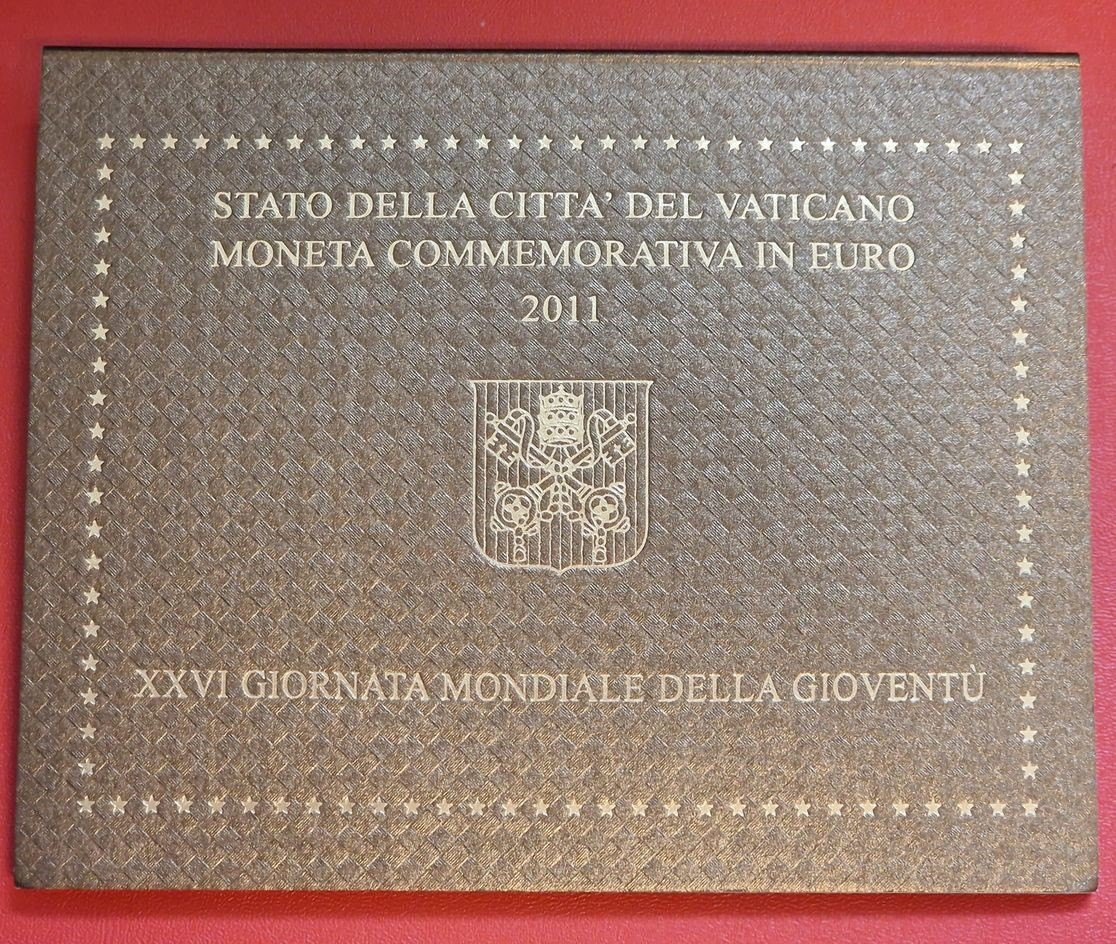 STATO DELLA CITTA' DEL VATICANO
MONETA COMMEMORATIVA IN EURO
2011
XXVI GIORNATA MONDIALE DELLA GIOVENTÙ